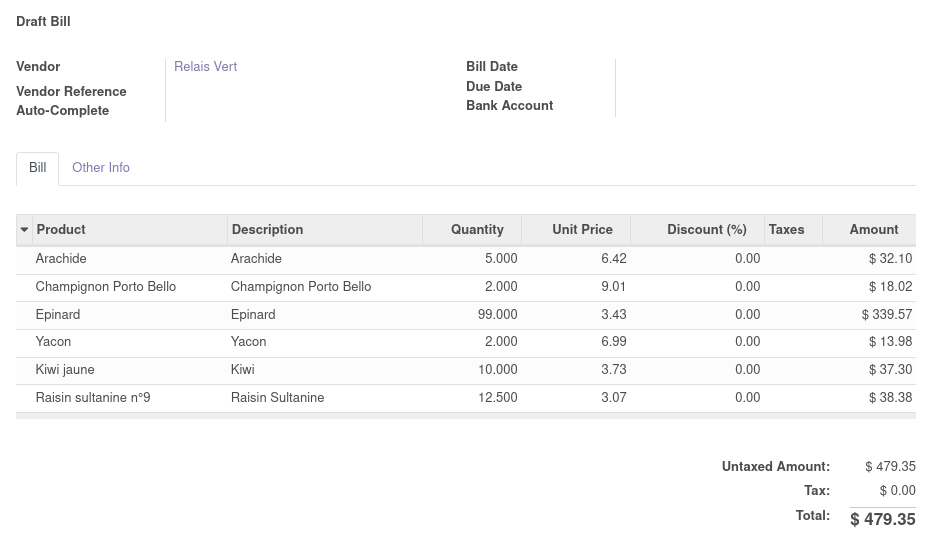 Draft Bill
Vendor Relais Vert Bill Date
Vendor Reference Due Date
Auto-Complete Bank Account
Bill Other Info
Product Description Quantity Unit Price Discount (%) Taxes Amount
Arachide Arachide 5.000 6.42 0.00 $ 32.10
Champignon Porto Bello Champignon Porto Bello 2.000 9.01 0.00 $ 18.02
Epinard Epinard 99.000 3.43 0.00 $ 339.57
Yacon Yacon 2.000 6.99 0.00 $ 13.98
Kiwi jaune Kiwi 10.000 3.73 0.00 $ 37.30
Raisin sultanine n°9 Raisin Sultanine 12.500 3.07 0.00 $ 38.38
Untaxed Amount: $ 479.35
Tax: $ 0.00
Total: $ 479.35